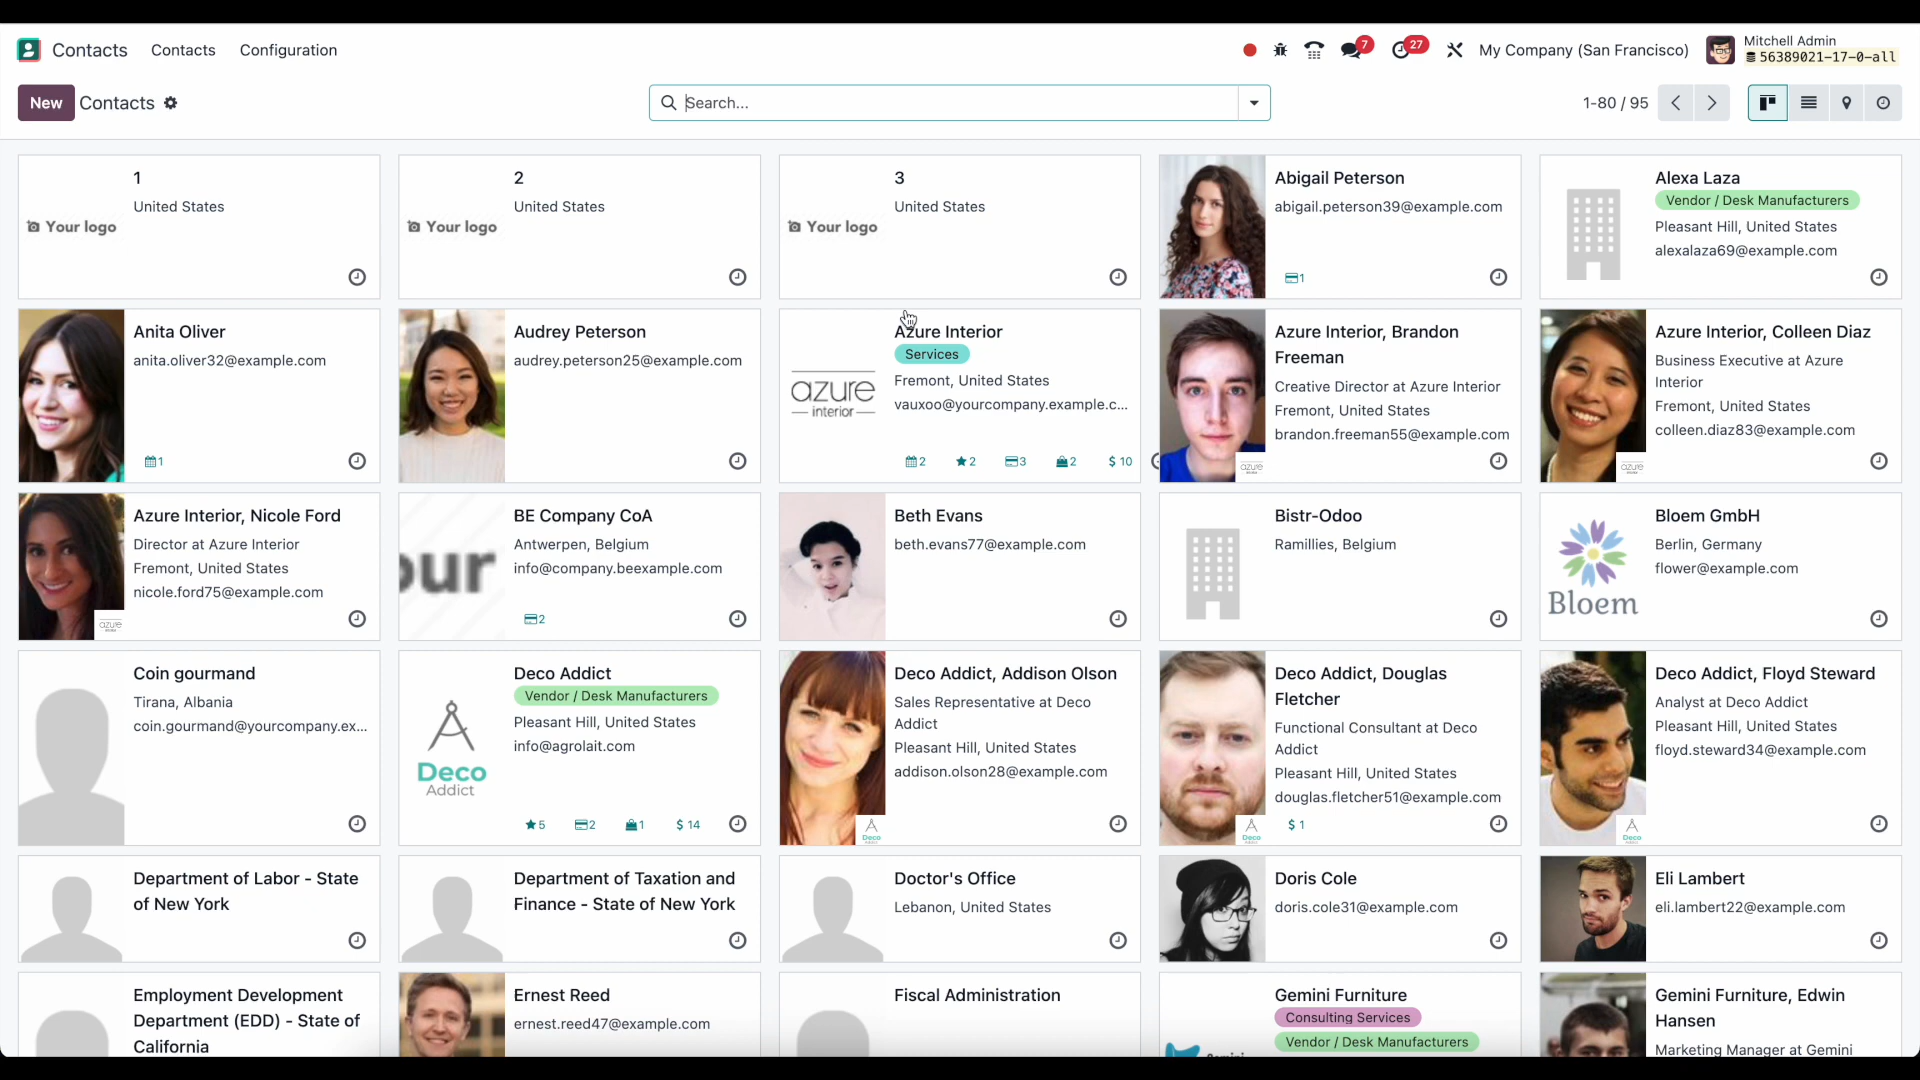 Contacts Contacts Configuration
7 27 My Company (San Francisco) Mitchell Admin
56389021-17-0-all
New Contacts Search... 1-80 / 95
1
United States
Your logo
2
United States
Your logo
3
United States
Your logo
Abigail Peterson
abigail.peterson39@example.com
1
Alexa Laza
Vendor / Desk Manufacturers
Pleasant Hill, United States
alexalaza69@example.com
Anita Oliver
anita.oliver32@example.com
1
Audrey Peterson
audrey.peterson25@example.com
Azure Interior
Services
Fremont, United States
vauxoo@yourcompany.example.c...
azure
interior
2 2 3 2 $ 10
Azure Interior, Brandon
Freeman
Creative Director at Azure Interior
Fremont, United States
brandon.freeman55@example.com
azure
Azure Interior, Colleen Diaz
Business Executive at Azure
Interior
Fremont, United States
colleen.diaz83@example.com
azure
Azure Interior, Nicole Ford
Director at Azure Interior
Fremont, United States
nicole.ford75@example.com
azure
BE Company CoA
Antwerpen, Belgium
info@company.beexample.com
our
2
Beth Evans
beth.evans77@example.com
Bistr-Odoo
Ramillies, Belgium
Bloem GmbH
Berlin, Germany
flower@example.com
Bloem
Coin gourmand
Tirana, Albania
coin.gourmand@yourcompany.ex...
Deco Addict
Vendor / Desk Manufacturers
Pleasant Hill, United States
info@agrolait.com
Deco
Addict
5 2 1 $ 14
Deco Addict, Addison Olson
Sales Representative at Deco
Addict
Pleasant Hill, United States
addison.olson28@example.com
Deco
Deco Addict, Douglas
Fletcher
Functional Consultant at Deco
Addict
Pleasant Hill, United States
douglas.fletcher51@example.com
Deco
$ 1
Deco Addict, Floyd Steward
Analyst at Deco Addict
Pleasant Hill, United States
floyd.steward34@example.com
Deco
Department of Labor - State
of New York
Department of Taxation and
Finance - State of New York
Doctor's Office
Lebanon, United States
Doris Cole
doris.cole31@example.com
Eli Lambert
eli.lambert22@example.com
Employment Development
Department (EDD) - State of
California
Ernest Reed
ernest.reed47@example.com
Fiscal Administration
Gemini Furniture
Consulting Services
Vendor / Desk Manufacturers
Gemini Furniture, Edwin
Hansen
Marketing Manager at Gemini